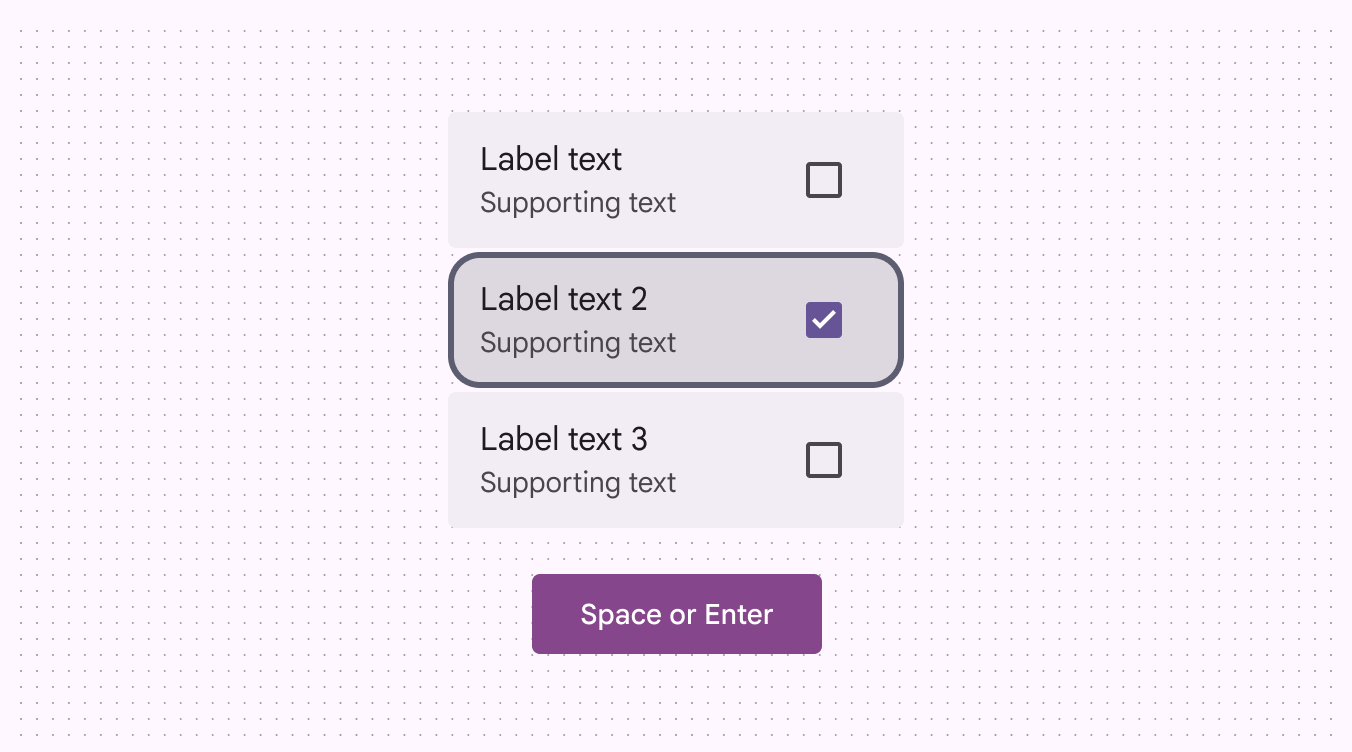 Label text
Supporting text
Label text 2
Supporting text
Label text 3
Supporting text
Space or Enter